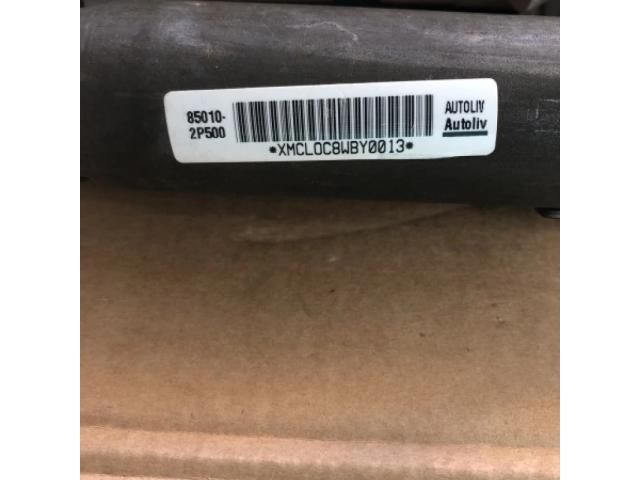 85010-
2P500
*XMCLOC8WBY0013*
AUTOLIV
Autoliv